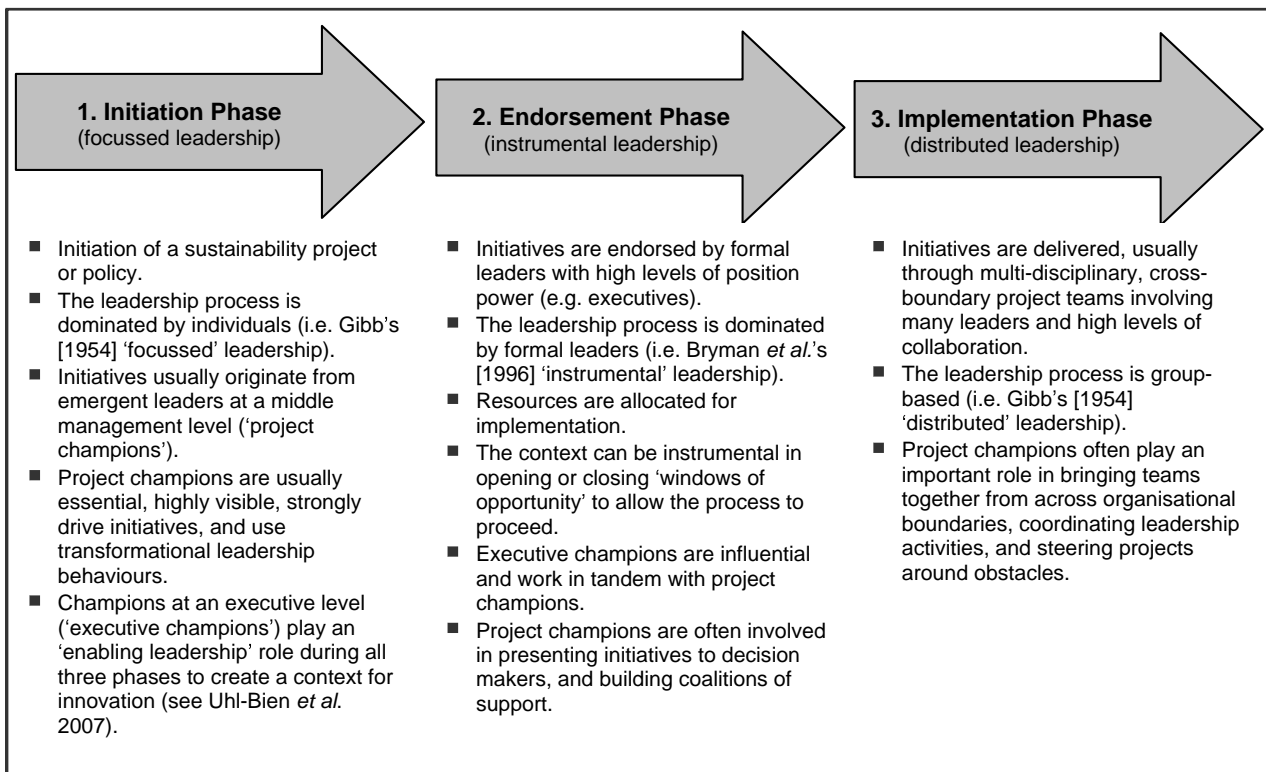 1. Initiation Phase
(focussed leadership)
■ Initiation of a sustainability project
or policy.
■ The leadership process is
dominated by individuals (i.e. Gibb's
[1954] 'focussed' leadership).
■ Initiatives usually originate from
emergent leaders at a middle
management level ('project
champions').
■ Project champions are usually
essential, highly visible, strongly
drive initiatives, and use
transformational leadership
behaviours.
■ Champions at an executive level
('executive champions') play an
'enabling leadership' role during all
three phases to create a context for
innovation (see Uhl-Bien et al.
2007).
2. Endorsement Phase
(instrumental leadership)
■ Initiatives are endorsed by formal
leaders with high levels of position
power (e.g. executives).
■ The leadership process is dominated
by formal leaders (i.e. Bryman et al.'s
[1996] 'instrumental' leadership).
■ Resources are allocated for
implementation.
■ The context can be instrumental in
opening or closing 'windows of
opportunity' to allow the process to
proceed.
■ Executive champions are influential
and work in tandem with project
champions.
■ Project champions are often involved
in presenting initiatives to decision
makers, and building coalitions of
support.
3. Implementation Phase
(distributed leadership)
■ Initiatives are delivered, usually
through multi-disciplinary, cross-
boundary project teams involving
many leaders and high levels of
collaboration.
■ The leadership process is group-
based (i.e. Gibb's [1954]
'distributed' leadership).
■ Project champions often play an
important role in bringing teams
together from across organisational
boundaries, coordinating leadership
activities, and steering projects
around obstacles.